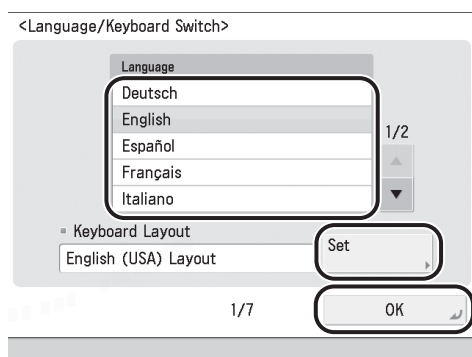 <Language/Keyboard Switch>
Language
Deutsch
English
1/2
Español
Français
Italiano
Keyboard Layout
English (USA) Layout
Set
1/7
OK